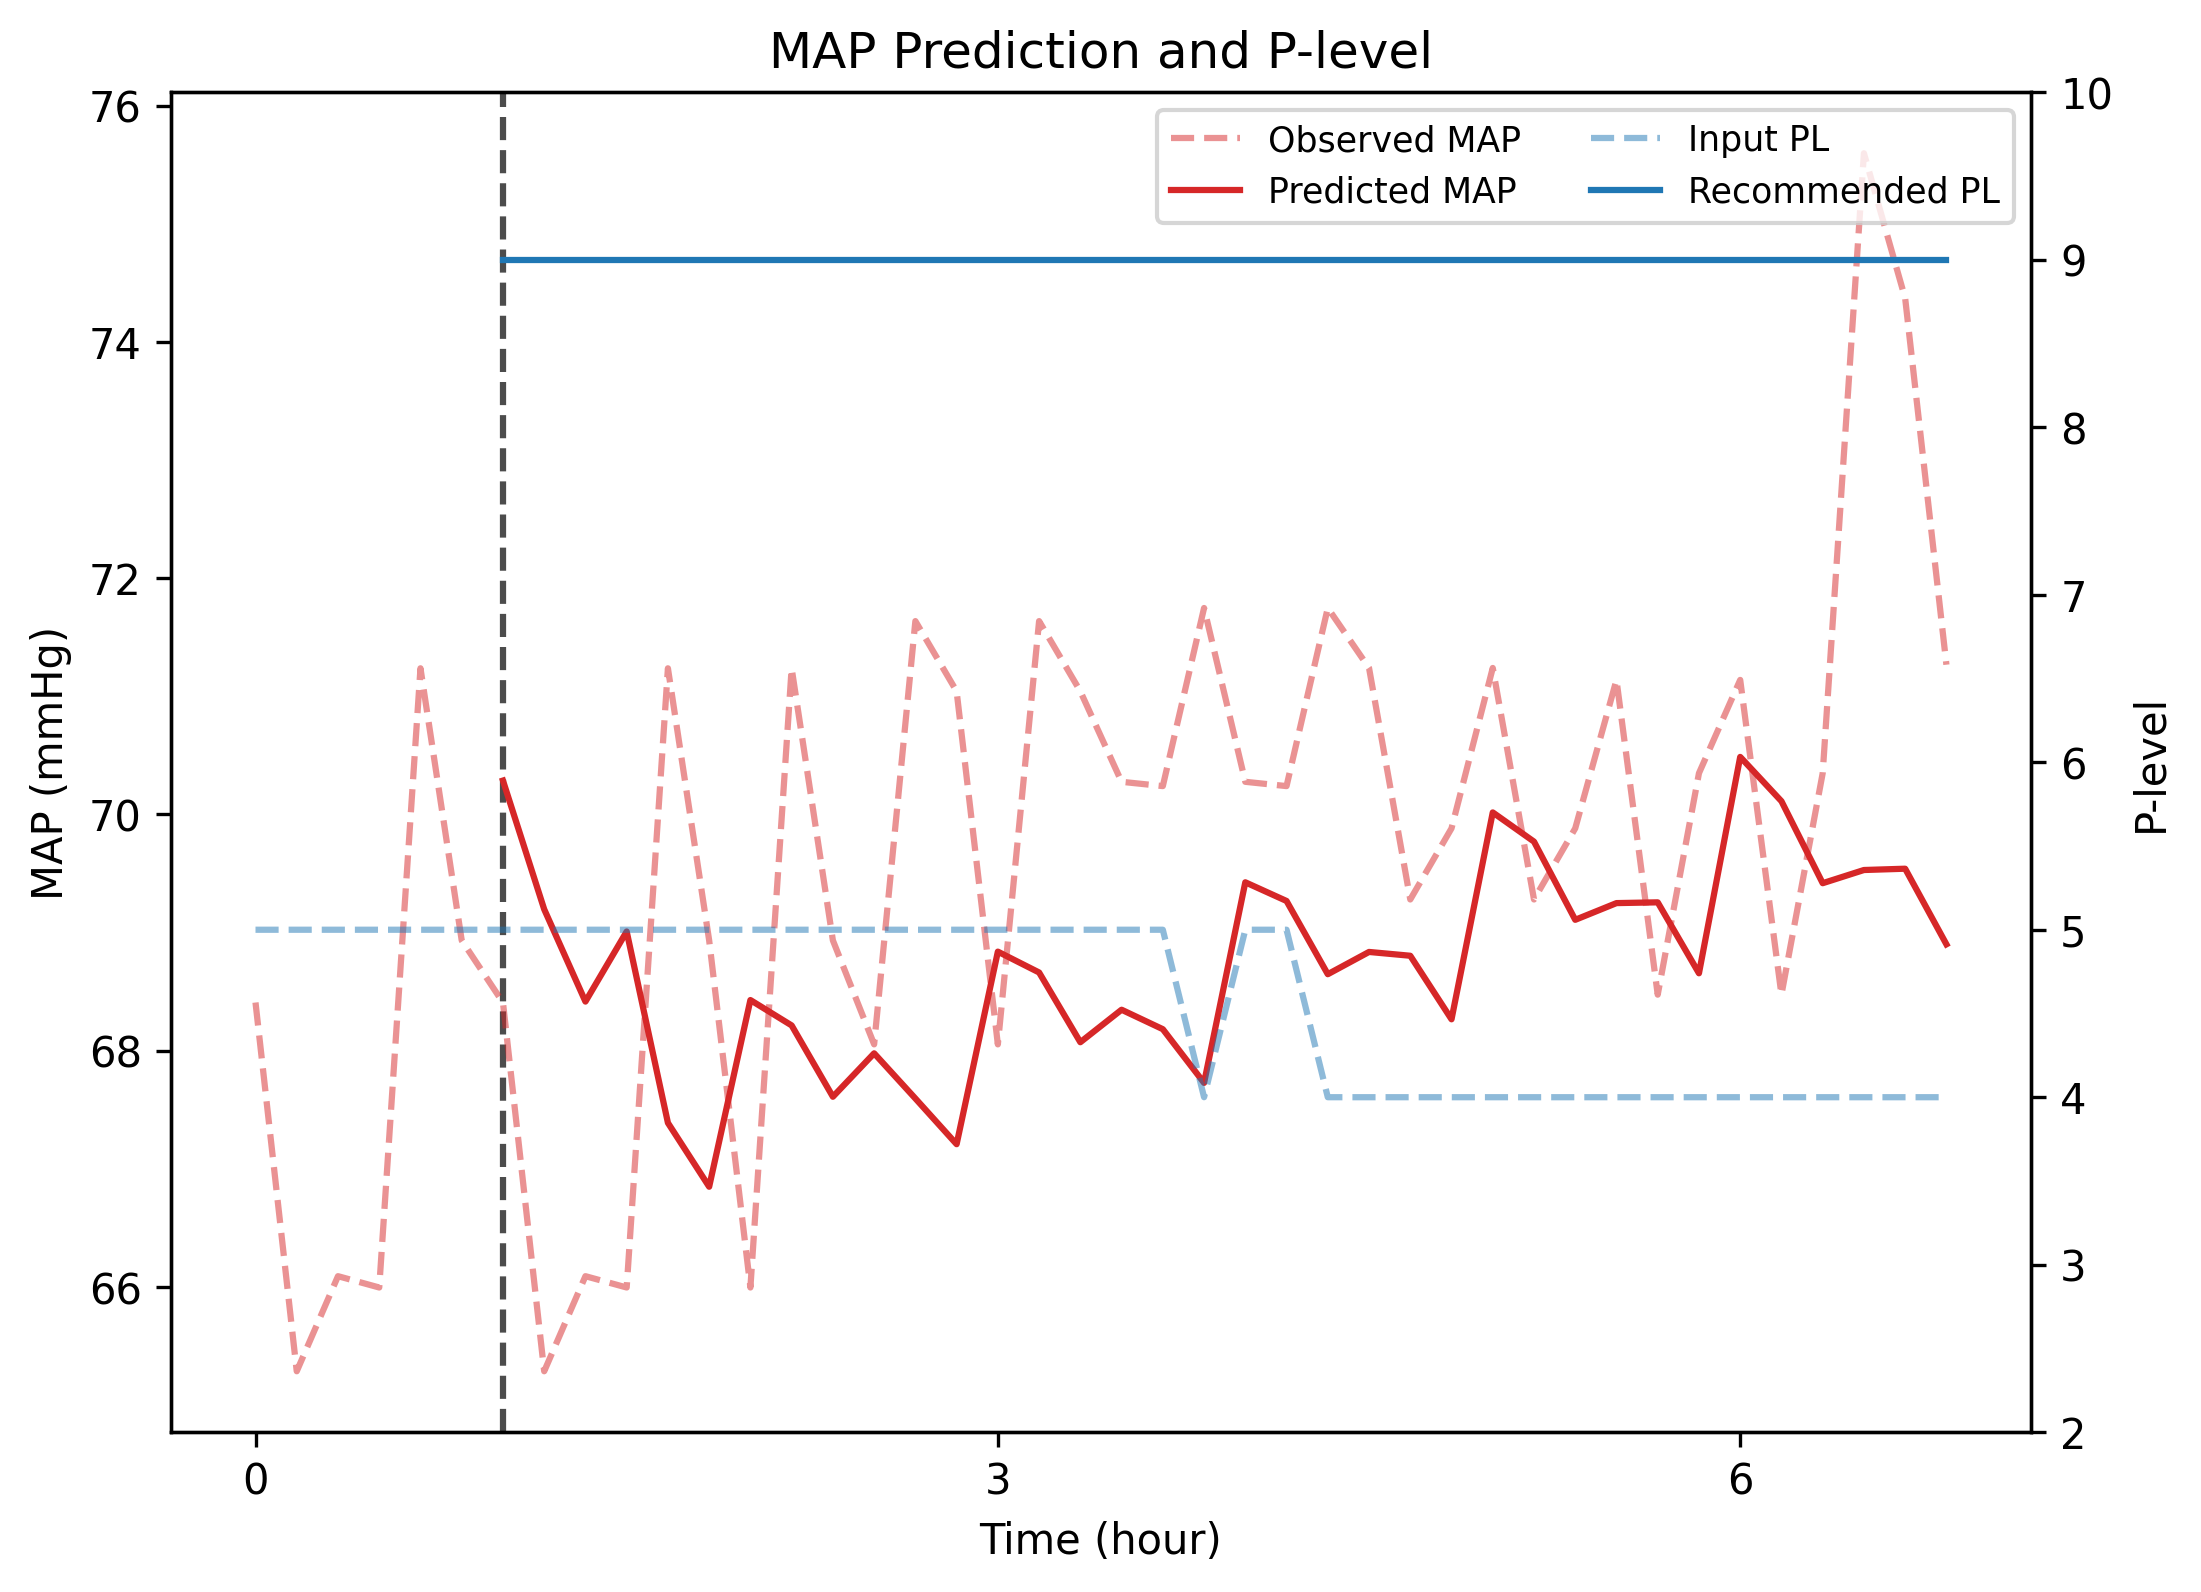 MAP Prediction and P-level
Observed MAP
Predicted MAP
Input PL
Recommended PL
MAP (mmHg)
76
74
72
70
68
66
10
9
8
7
6
5
4
3
2
P-level
0
3
6
Time (hour)